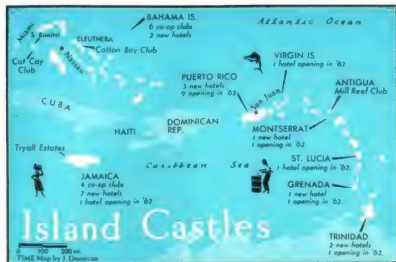 BAHAMA IS.
6 co-op clubs
2 new hotels
Atlantic Ocean
Miami
S. BIMINI
ELEUTHERA
Cotton Bay Club
Nassau
Cat Cay
Club
VIRGIN IS.
1 hotel opening in '62
PUERTO RICO
3 new hotels
9 opening in '62
San Juan
ANTIGUA
Mill Reef Club
CUBA
HAITI
DOMINICAN
REP.
MONTSERRAT
1 new hotel
1 opening in '62
Tryall Estates
Caribbean Sea
ST. LUCIA
1 hotel opening in '62
JAMAICA
4 co-op clubs
7 new hotels
1 hotel opening in '62
GRENADA
1 new hotel
1 opening in '62
Island Castles
TRINIDAD
2 new hotels
1 opening in '62
0 100 200 mi.
TIME Map by J. Donovan